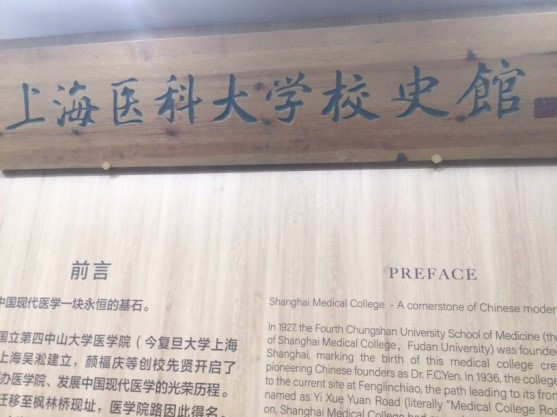 上海医科大学校史館
前言
中国现代医学一块永恒的基石。
国立第四中山大学医学院（今复旦大学上海
上海吴淞建立，颜福庆等创校先贤开启了
办医学院、发展中国现代医学的光荣历程。
迁移至枫林桥现址，医学院路因此得名。
PREFACE
Shanghai Medical College - A cornerstone of Chinese moder
In 1927, the Fourth Chungshan University School of Medicine (the
of Shanghai Medical College, Fudan University) was founde
Shanghai, marking the birth of this medical college cre
pioneering Chinese founders as Dr. F.C.Yen. In 1936, the colleg
to the current site at Fenglinchiao, the path leading to its fro
named as Yi Xue Yuan Road (literally "Medical College
on, Shanghai Medical College had